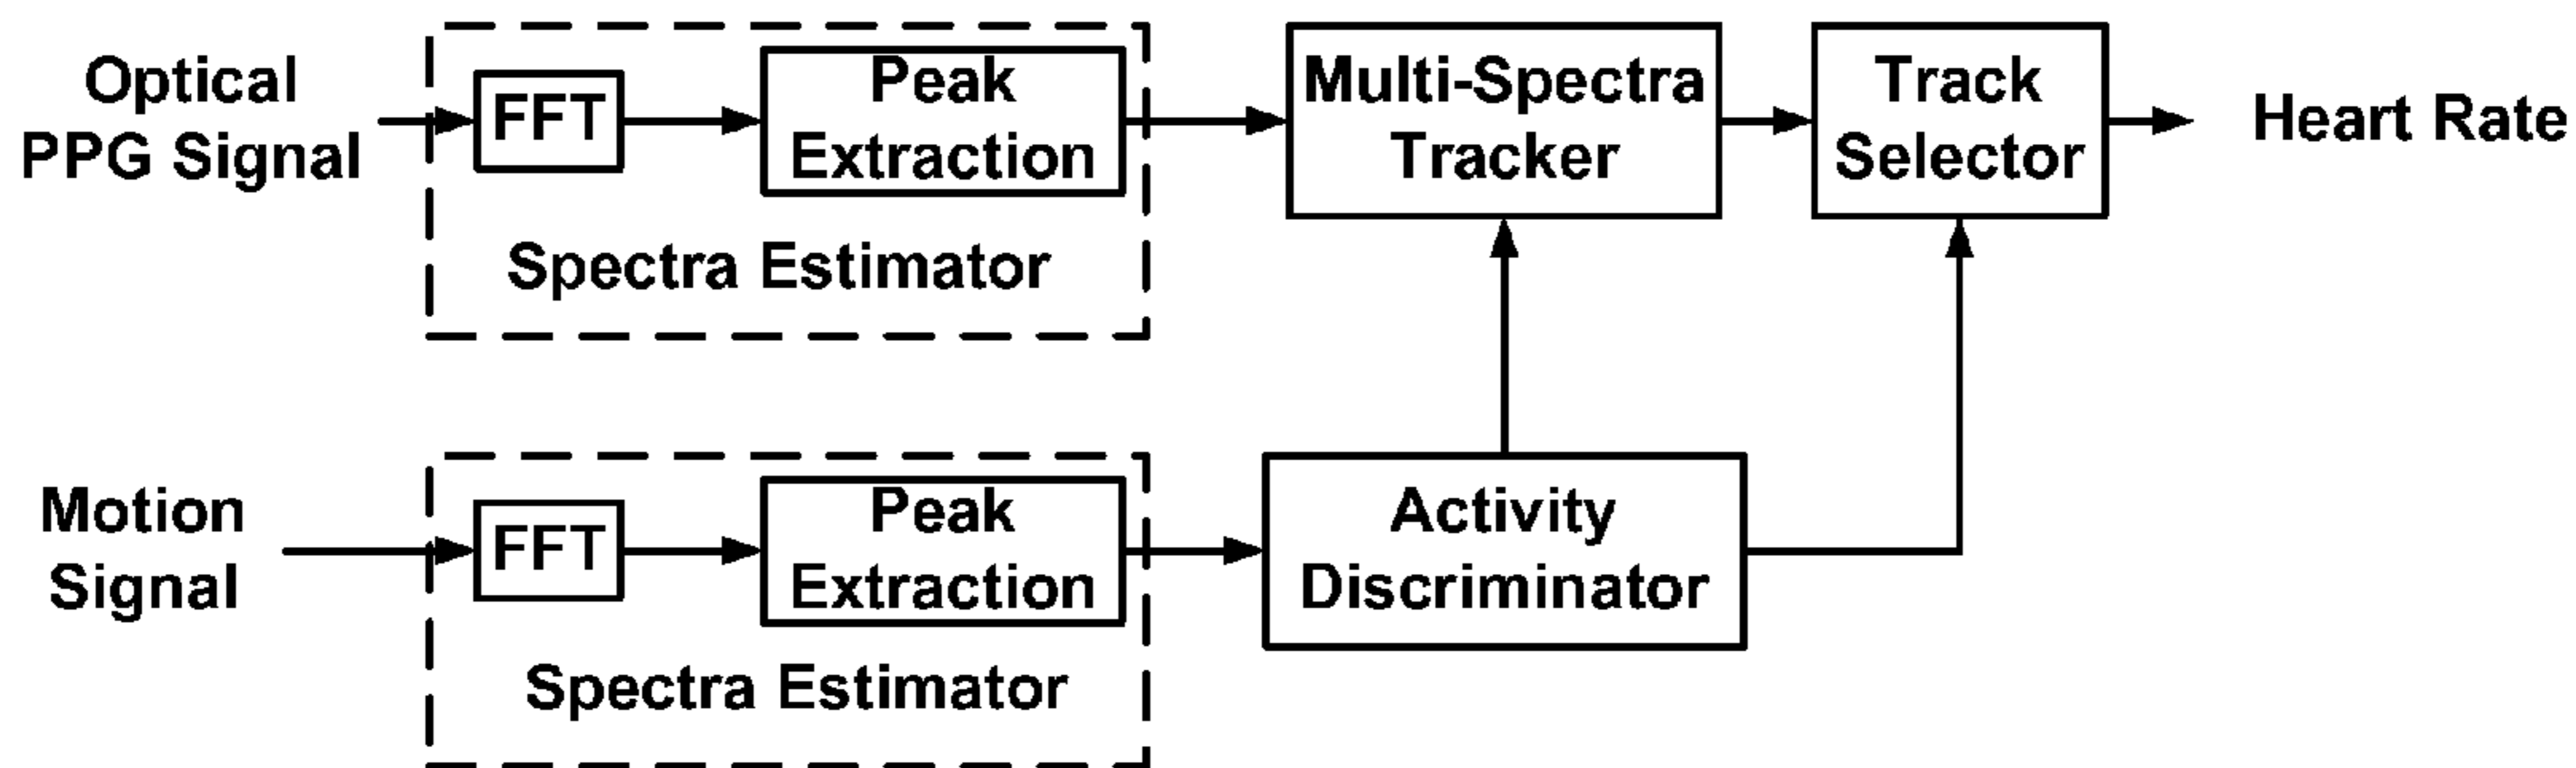 Optical
PPG Signal
FFT
Peak
Extraction
Spectra Estimator
Multi-Spectra
Tracker
Track
Selector
Heart Rate
Motion
Signal
FFT
Peak
Extraction
Spectra Estimator
Activity
Discriminator